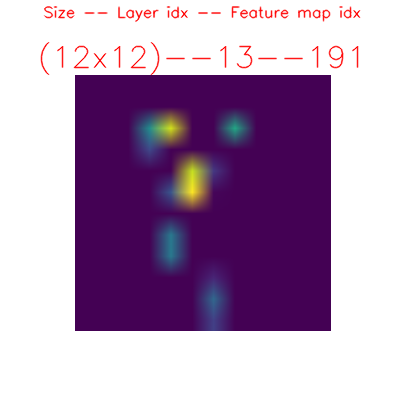 Size -- Layer idx -- Feature map idx
(12x12)--13--191